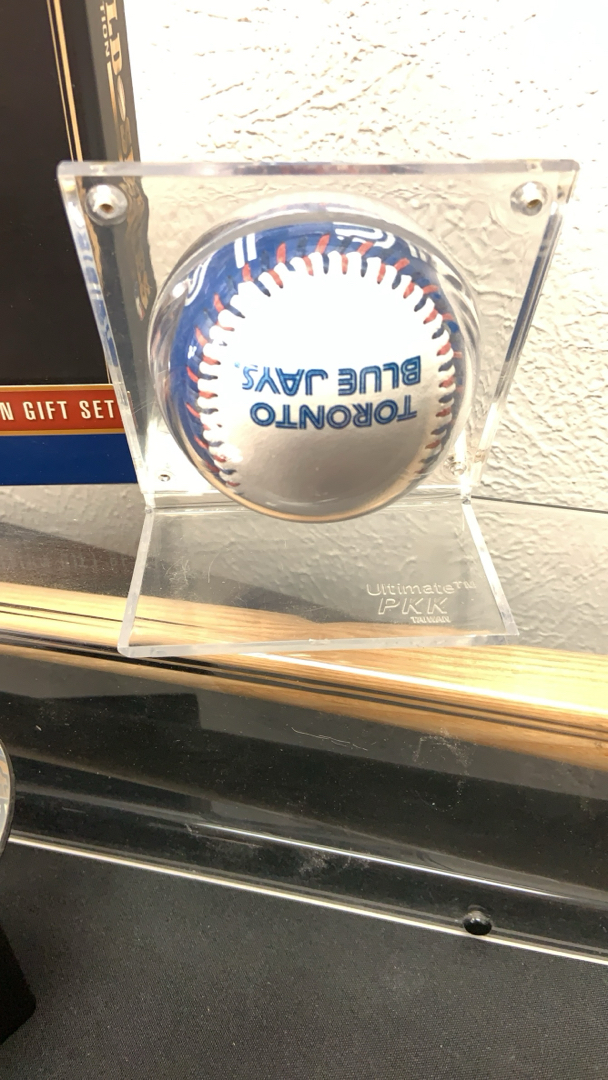 N GIFT SET
TORONTO
BLUE JAYS.
Ultimate™
PKK
TAIWAN